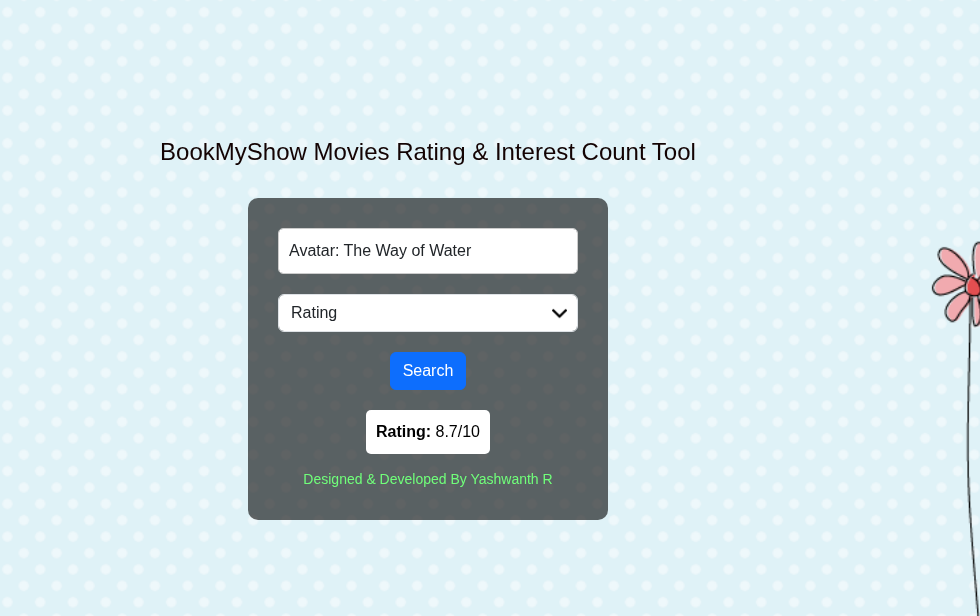 BookMyShow Movies Rating & Interest Count Tool
Avatar: The Way of Water
Rating
Search
Rating: 8.7/10
Designed & Developed By Yashwanth R